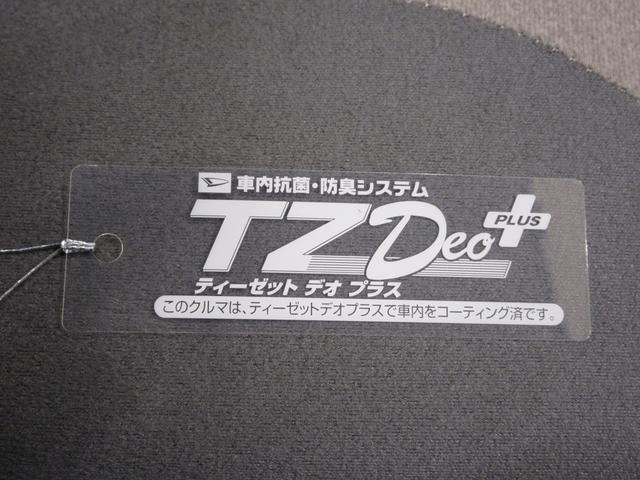 車内抗菌・防臭システム
TZ Deo PLUS
ティーゼット デオ プラス
このクルマは、ティーゼットデオプラスで車内をコーティング済です。